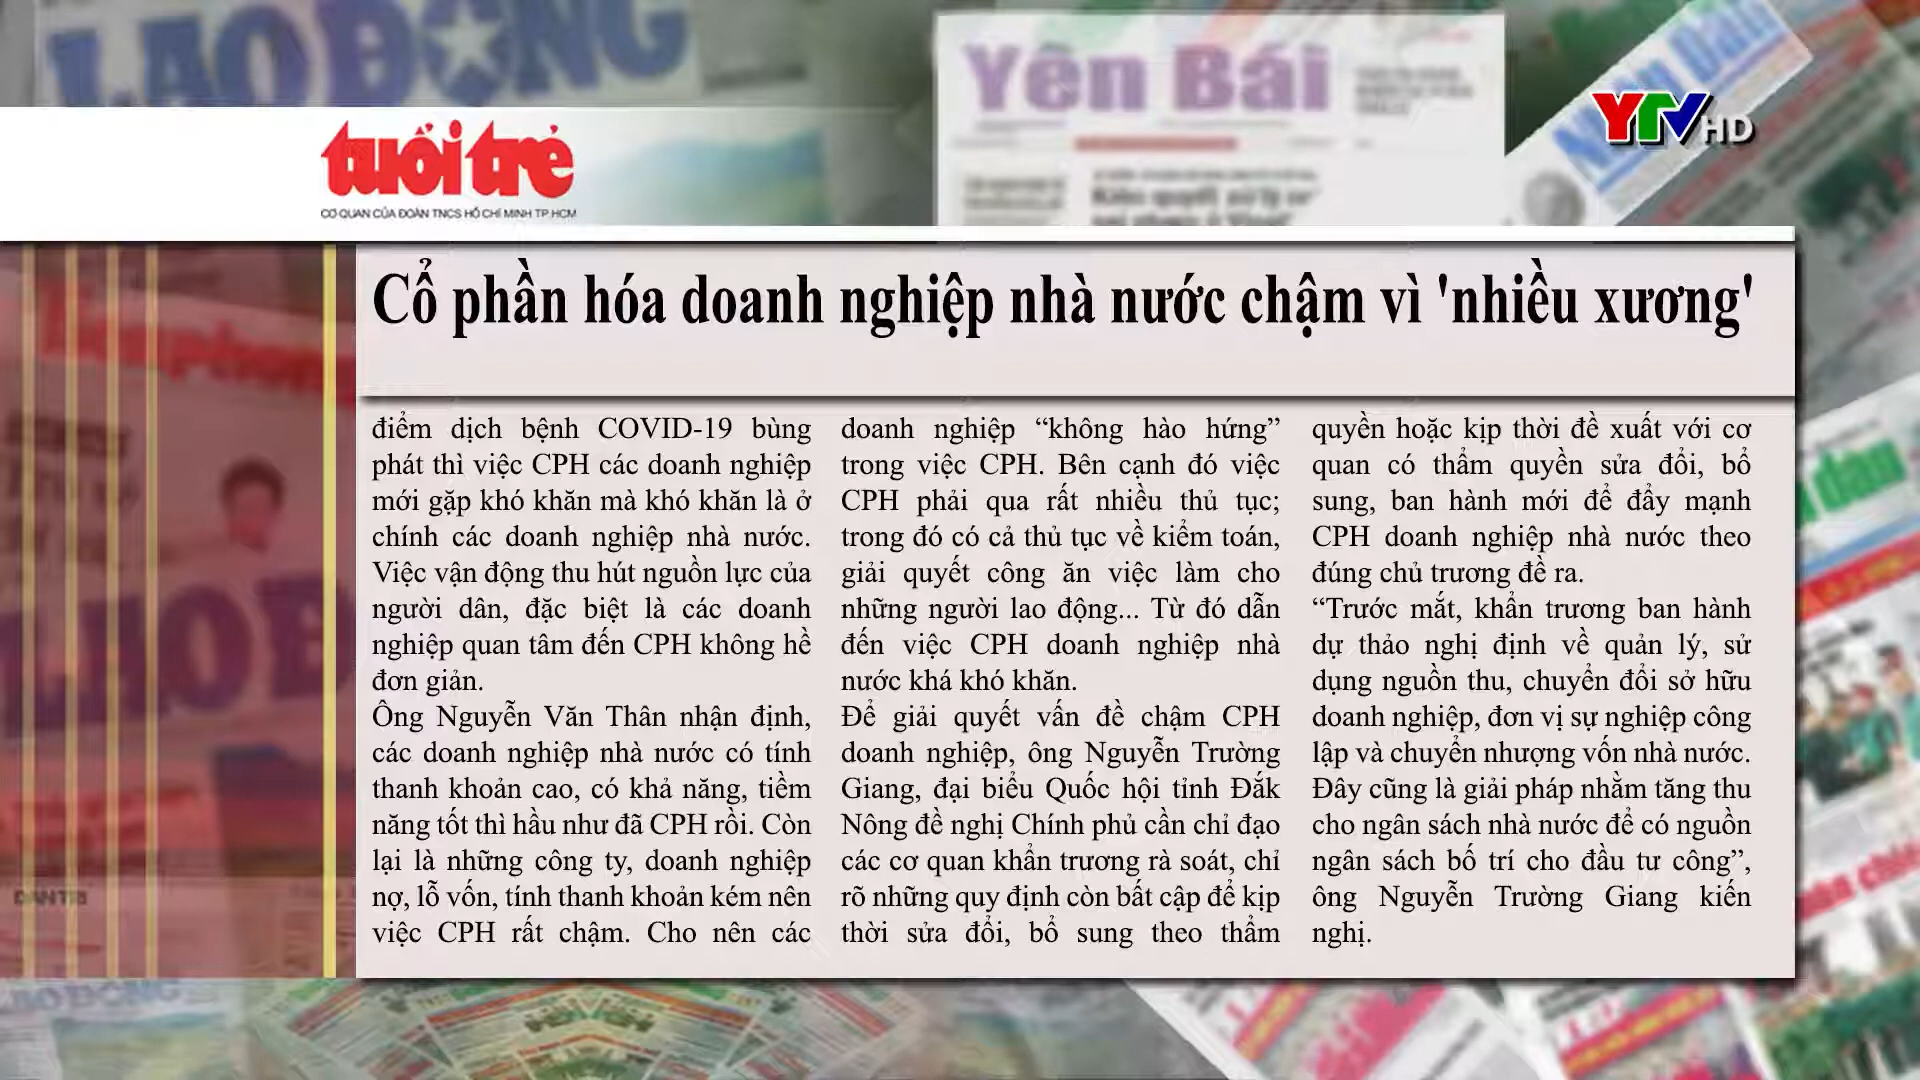 LAO ĐỘNG
Yên Bái
Nhân Dân
YTV HD
tuổi trẻ
CƠ QUAN CỦA ĐOÀN TNCS HỒ CHÍ MINH TP.HCM
Cổ phần hóa doanh nghiệp nhà nước chậm vì 'nhiều xương'
điểm dịch bệnh COVID-19 bùng
phát thì việc CPH các doanh nghiệp
mới gặp khó khăn mà khó khăn là ở
chính các doanh nghiệp nhà nước.
Việc vận động thu hút nguồn lực của
người dân, đặc biệt là các doanh
nghiệp quan tâm đến CPH không hề
đơn giản.
Ông Nguyễn Văn Thân nhận định,
các doanh nghiệp nhà nước có tính
thanh khoản cao, có khả năng, tiềm
năng tốt thì hầu như đã CPH rồi. Còn
lại là những công ty, doanh nghiệp
nợ, lỗ vốn, tính thanh khoản kém nên
việc CPH rất chậm. Cho nên các
doanh nghiệp “không hào hứng”
trong việc CPH. Bên cạnh đó việc
CPH phải qua rất nhiều thủ tục;
trong đó có cả thủ tục về kiểm toán,
giải quyết công ăn việc làm cho
những người lao động... Từ đó dẫn
đến việc CPH doanh nghiệp nhà
nước khá khó khăn.
Để giải quyết vấn đề chậm CPH
doanh nghiệp, ông Nguyễn Trường
Giang, đại biểu Quốc hội tỉnh Đắk
Nông đề nghị Chính phủ cần chỉ đạo
các cơ quan khẩn trương rà soát, chỉ
rõ những quy định còn bất cập để kịp
thời sửa đổi, bổ sung theo thẩm
quyền hoặc kịp thời đề xuất với cơ
quan có thẩm quyền sửa đổi, bổ
sung, ban hành mới để đẩy mạnh
CPH doanh nghiệp nhà nước theo
đúng chủ trương đề ra.
“Trước mắt, khẩn trương ban hành
dự thảo nghị định về quản lý, sử
dụng nguồn thu, chuyển đổi sở hữu
doanh nghiệp, đơn vị sự nghiệp công
lập và chuyển nhượng vốn nhà nước.
Đây cũng là giải pháp nhằm tăng thu
cho ngân sách nhà nước để có nguồn
ngân sách bố trí cho đầu tư công”,
ông Nguyễn Trường Giang kiến
nghị.
LAO ĐỘNG
DANTRI
LAO ĐỘNG